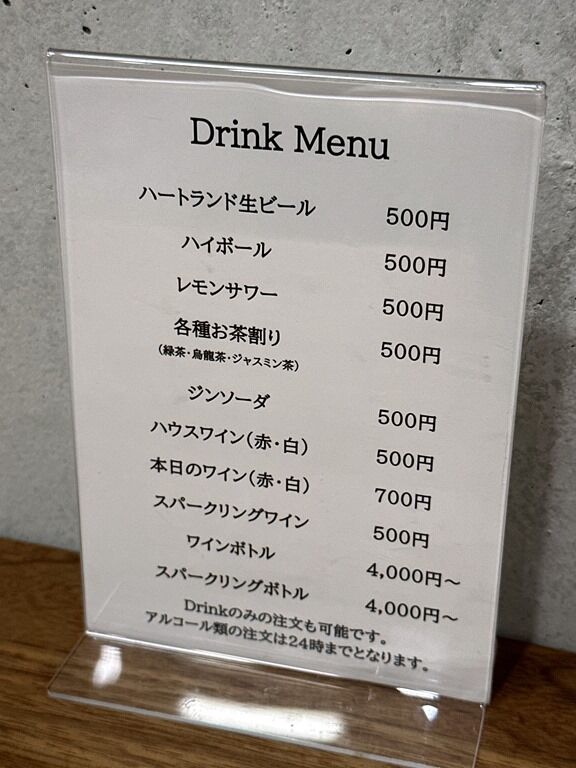 Drink Menu
ハートランド生ビール 500円
ハイボール 500円
レモンサワー 500円
各種お茶割り 500円
(緑茶・烏龍茶・ジャスミン茶)
ジンソーダ 500円
ハウスワイン(赤・白) 500円
本日のワイン(赤・白) 700円
スパークリングワイン 500円
ワインボトル 4,000円〜
スパークリングボトル 4,000円〜
Drinkのみの注文も可能です。
アルコール類の注文は24時までとなります。